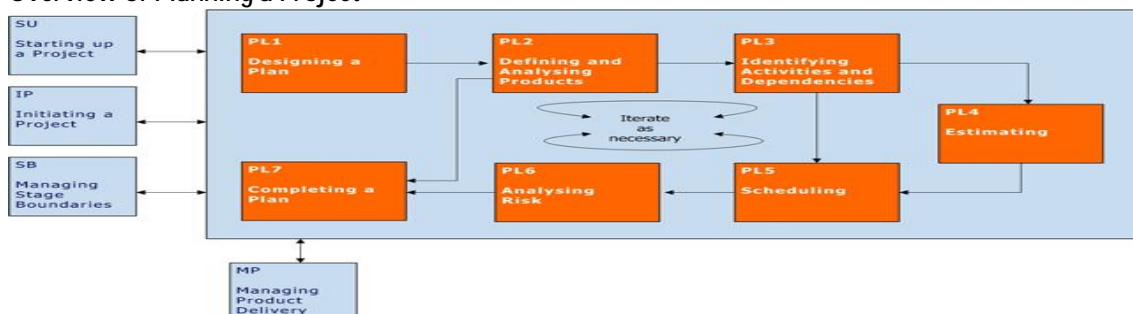 Overview of Planning a Project
SU
Starting up
a Project
IP
Initiating a
Project
SB
Managing
Stage
Boundaries
PL1
Designing a
Plan
PL2
Defining and
Analysing
Products
PL3
Identifying
Activities and
Dependencies
PL4
Estimating
Iterate
as
necessary
PL7
Completing a
Plan
PL6
Analysing
Risk
PL5
Scheduling
MP
Managing
Product
Delivery